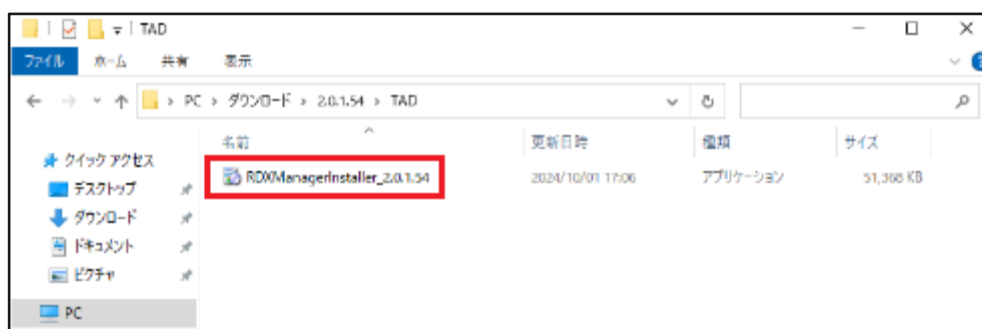 TAD
ファイル ホーム 共有 表示
PC › ダウンロード › 2.0.1.54 › TAD
名前 更新日時 種類 サイズ
クイック アクセス
RDXManagerInstaller_2.0.1.54 2024/10/01 17:06 アプリケーション 51,368 KB
デスクトップ
ダウンロード
ドキュメント
ピクチャ
PC